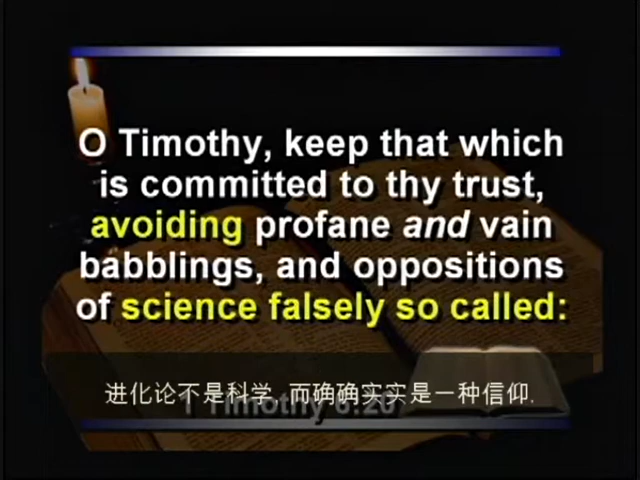 O Timothy, keep that which
is committed to thy trust,
avoiding profane and vain
babblings, and oppositions
of science falsely so called:
进化论不是科学, 而确确实实是一种信仰.
1 Timothy 6:20